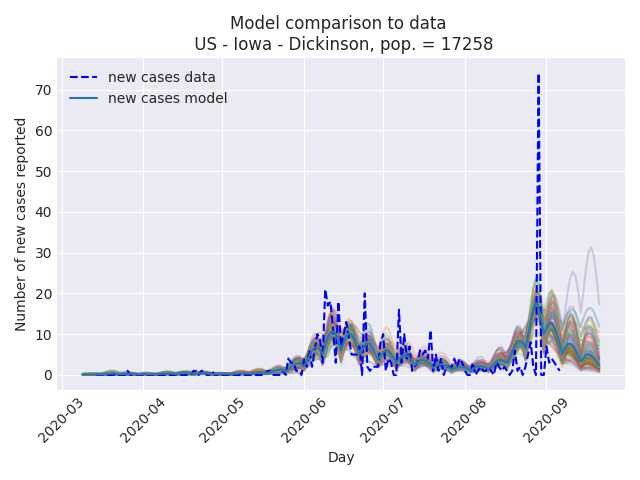 Model comparison to data
US - Iowa - Dickinson, pop. = 17258
new cases data
new cases model
Number of new cases reported
70
60
50
40
30
20
10
0
2020-03
2020-04
2020-05
2020-06
2020-07
2020-08
2020-09
Day